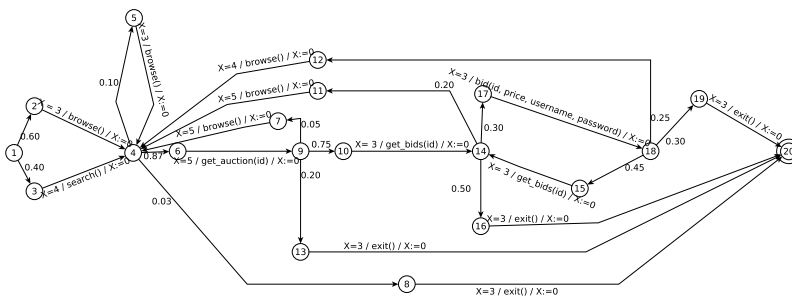 5
X=3 / browse() / X:=0
0.10
12
X=4 / browse() / X:=0
11
X=5 / browse() / X:=0
0.20
17
X=3 / bid(id, price, username, password) / X:=0
0.25
19
X=3 / exit() / X:=0
0.30
2
X= 3 / browse() / X:=0
0.60
1
0.40
3
X=4 / search() / X:=0
4
0.87
6
X=5 / get_auction(id) / X:=0
7
X=5 / browse() / X:=0
0.05
9
0.75
10
X= 3 / get_bids(id) / X:=0
14
0.30
18
20
0.45
15
X= 3 / get_bids(id) / X:=0
0.20
0.50
16
X=3 / exit() / X:=0
0.03
13
X=3 / exit() / X:=0
8
X=3 / exit() / X:=0